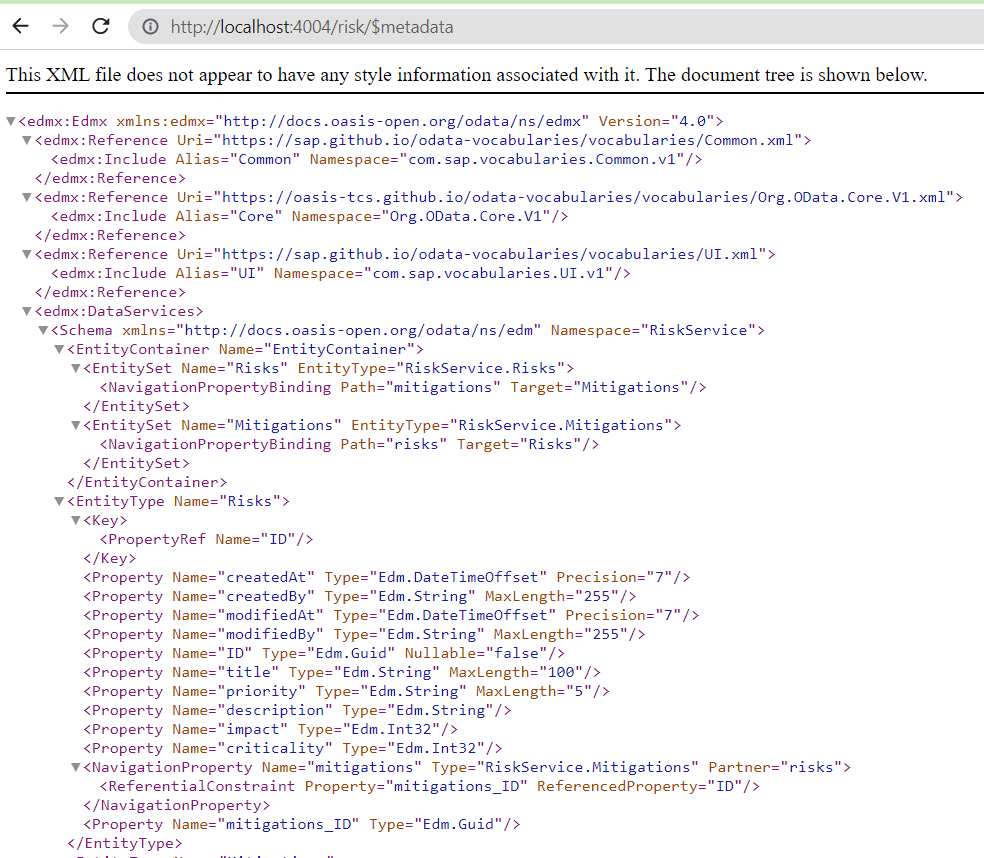 http://localhost:4004/risk/$metadata
This XML file does not appear to have any style information associated with it. The document tree is shown below.
▼<edmx:Edmx xmlns:edmx="http://docs.oasis-open.org/odata/ns/edmx" Version="4.0">
▼<edmx:Reference Uri="https://sap.github.io/odata-vocabularies/vocabularies/Common.xml">
<edmx:Include Alias="Common" Namespace="com.sap.vocabularies.Common.v1"/>
</edmx:Reference>
▼<edmx:Reference Uri="https://oasis-tcs.github.io/odata-vocabularies/vocabularies/Org.OData.Core.V1.xml">
<edmx:Include Alias="Core" Namespace="Org.OData.Core.V1"/>
</edmx:Reference>
▼<edmx:Reference Uri="https://sap.github.io/odata-vocabularies/vocabularies/UI.xml">
<edmx:Include Alias="UI" Namespace="com.sap.vocabularies.UI.v1"/>
</edmx:Reference>
▼<edmx:DataServices>
▼<Schema xmlns="http://docs.oasis-open.org/odata/ns/edm" Namespace="RiskService">
▼<EntityContainer Name="EntityContainer">
▼<EntitySet Name="Risks" EntityType="RiskService.Risks">
<NavigationPropertyBinding Path="mitigations" Target="Mitigations"/>
</EntitySet>
▼<EntitySet Name="Mitigations" EntityType="RiskService.Mitigations">
<NavigationPropertyBinding Path="risks" Target="Risks"/>
</EntitySet>
</EntityContainer>
▼<EntityType Name="Risks">
▼<Key>
<PropertyRef Name="ID"/>
</Key>
<Property Name="createdAt" Type="Edm.DateTimeOffset" Precision="7"/>
<Property Name="createdBy" Type="Edm.String" MaxLength="255"/>
<Property Name="modifiedAt" Type="Edm.DateTimeOffset" Precision="7"/>
<Property Name="modifiedBy" Type="Edm.String" MaxLength="255"/>
<Property Name="ID" Type="Edm.Guid" Nullable="false"/>
<Property Name="title" Type="Edm.String" MaxLength="100"/>
<Property Name="priority" Type="Edm.String" MaxLength="5"/>
<Property Name="description" Type="Edm.String"/>
<Property Name="impact" Type="Edm.Int32"/>
<Property Name="criticality" Type="Edm.Int32"/>
▼<NavigationProperty Name="mitigations" Type="RiskService.Mitigations" Partner="risks">
<ReferentialConstraint Property="mitigations_ID" ReferencedProperty="ID"/>
</NavigationProperty>
<Property Name="mitigations_ID" Type="Edm.Guid"/>
</EntityType>